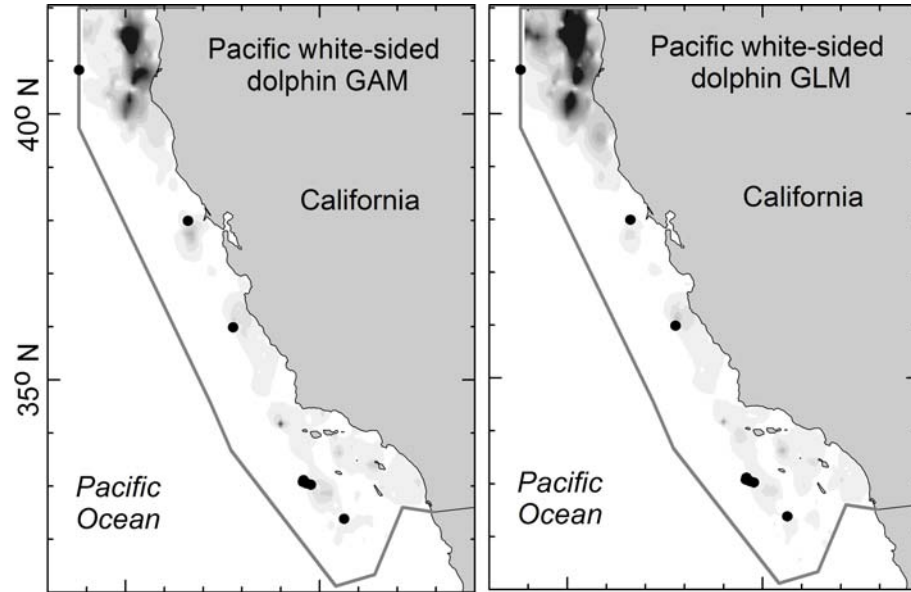 Pacific white-sided
dolphin GAM
California
40° N
35° N
Pacific
Ocean
Pacific white-sided
dolphin GLM
California
Pacific
Ocean